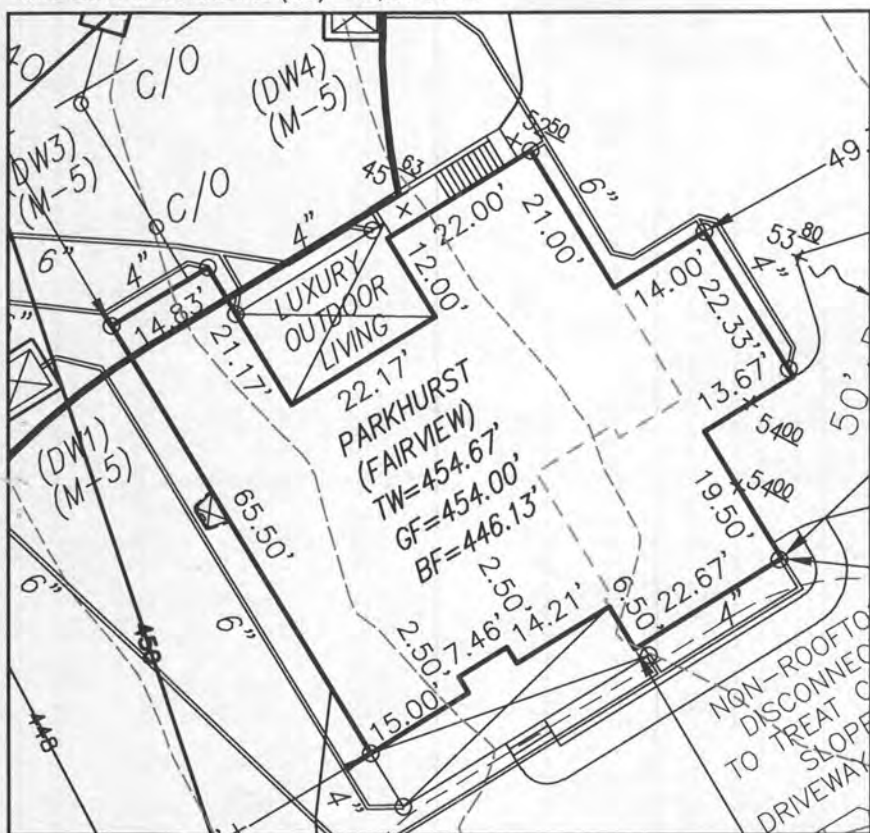 40
C/O
(DW4)
(M-5)
C/O
DW3)
(M-5)
6"
4"
4"
45 63
52 50
6"
49.
53 80
4"
22.00'
21.00'
12.00'
14.00'
22.33'
14.83'
21.17'
LUXURY
OUTDOOR
LIVING
22.17'
13.67'
54 00
54 00
19.50'
50'
PARKHURST
(FAIRVIEW)
TW=454.67'
GF=454.00'
BF=446.13'
(DW1)
(M-5)
65.50'
6"
6"
2.50'
6.50'
22.67'
4"
2.50'
7.46'
14.21'
15.00'
4"
448
NON-ROOFTO
DISCONNEC
TO TREAT
SLOPE
DRIVEWAY